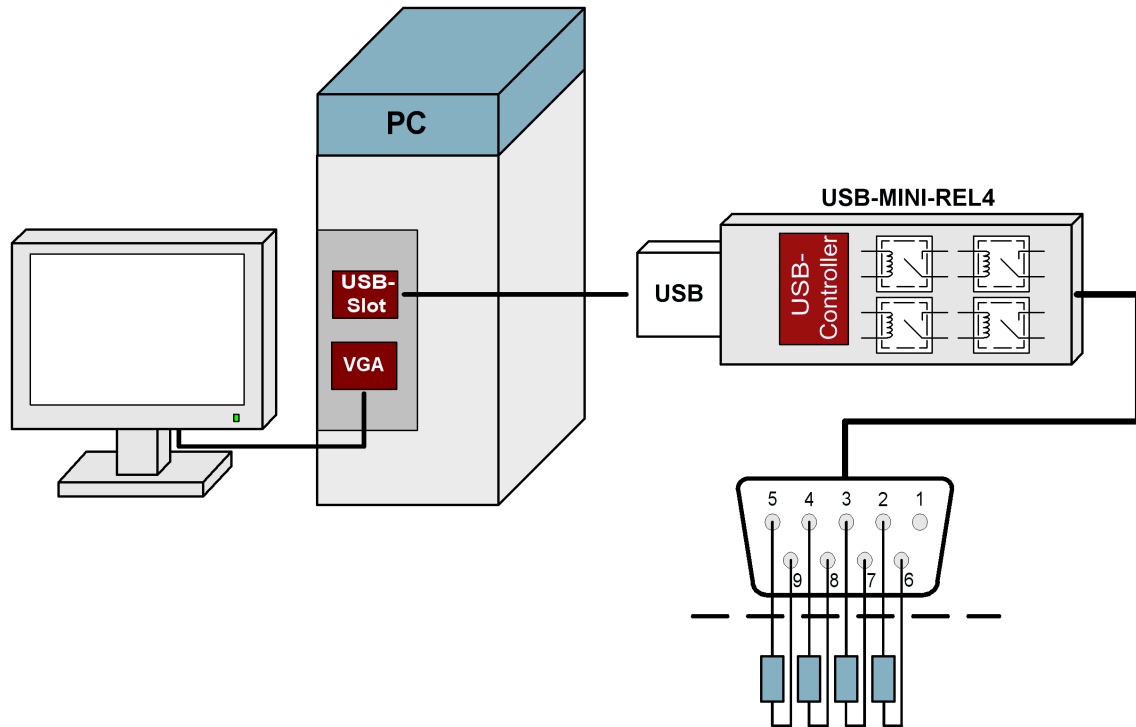 PC
USB-MINI-REL4
USB-
Slot
USB
USB-
Controller
VGA
5 4 3 2 1
9 8 7 6